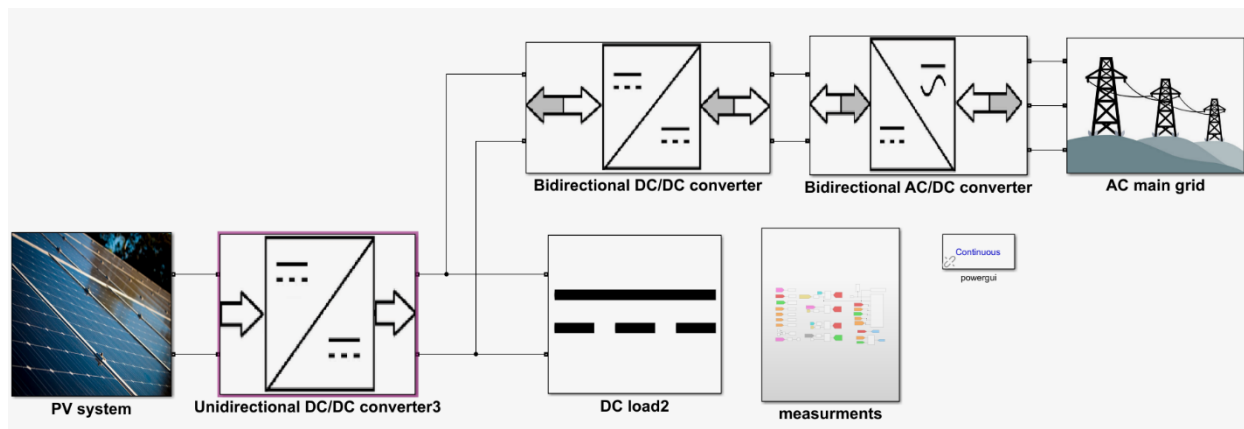 Bidirectional DC/DC converter
Bidirectional AC/DC converter
AC main grid
PV system
Unidirectional DC/DC converter3
DC load2
measurments
Continuous
powergui